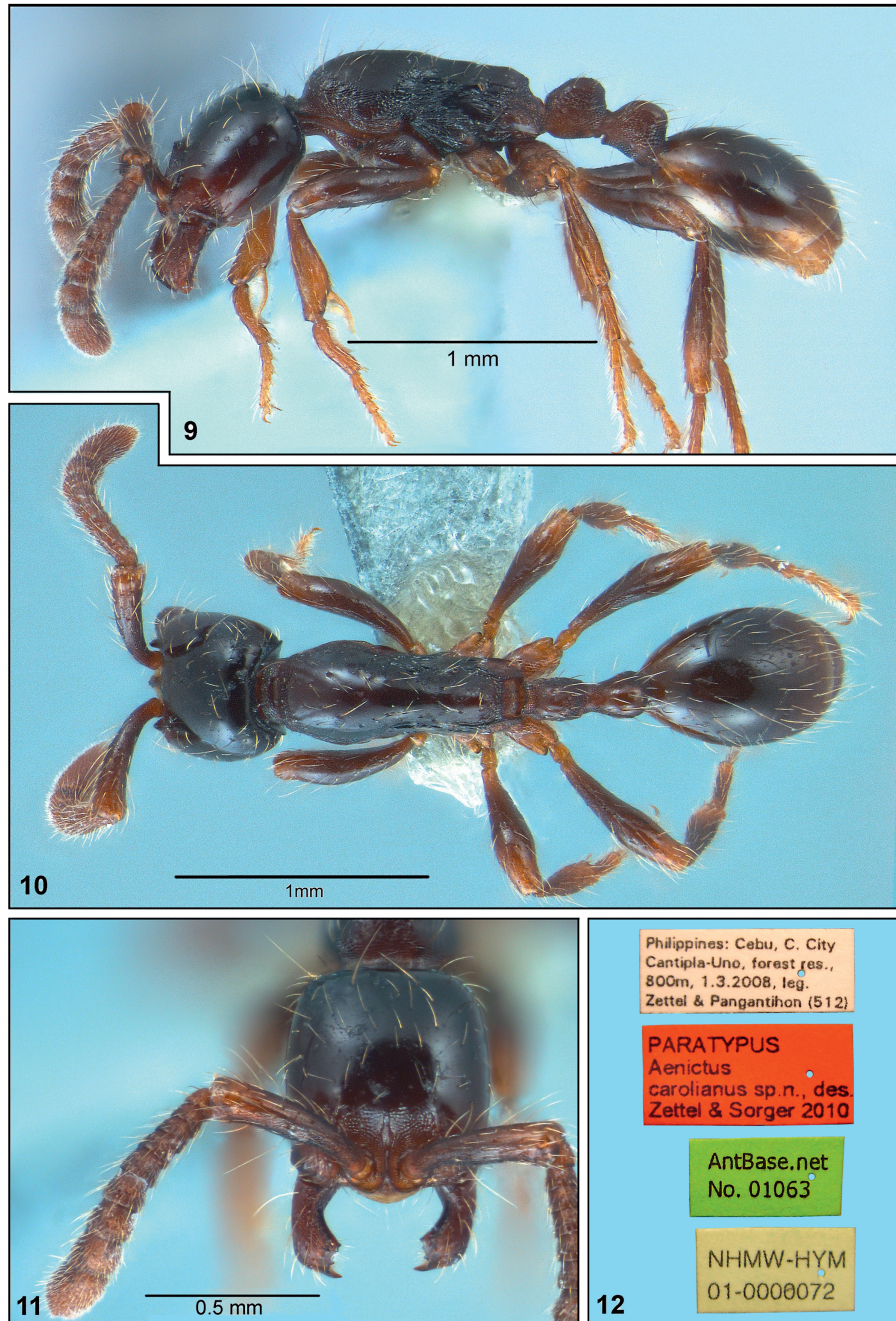 1 mm
9
10
1mm
11
0.5 mm
12
Philippines: Cebu, C. City
Cantipla-Uno, forest res.,
800m, 1.3.2008, leg.
Zettel & Pangantihon (512)
PARATYPUS
Aenictus
carolianus sp.n., des.
Zettel & Sorger 2010
AntBase.net
No. 01063
NHMW-HYM
01-0000072